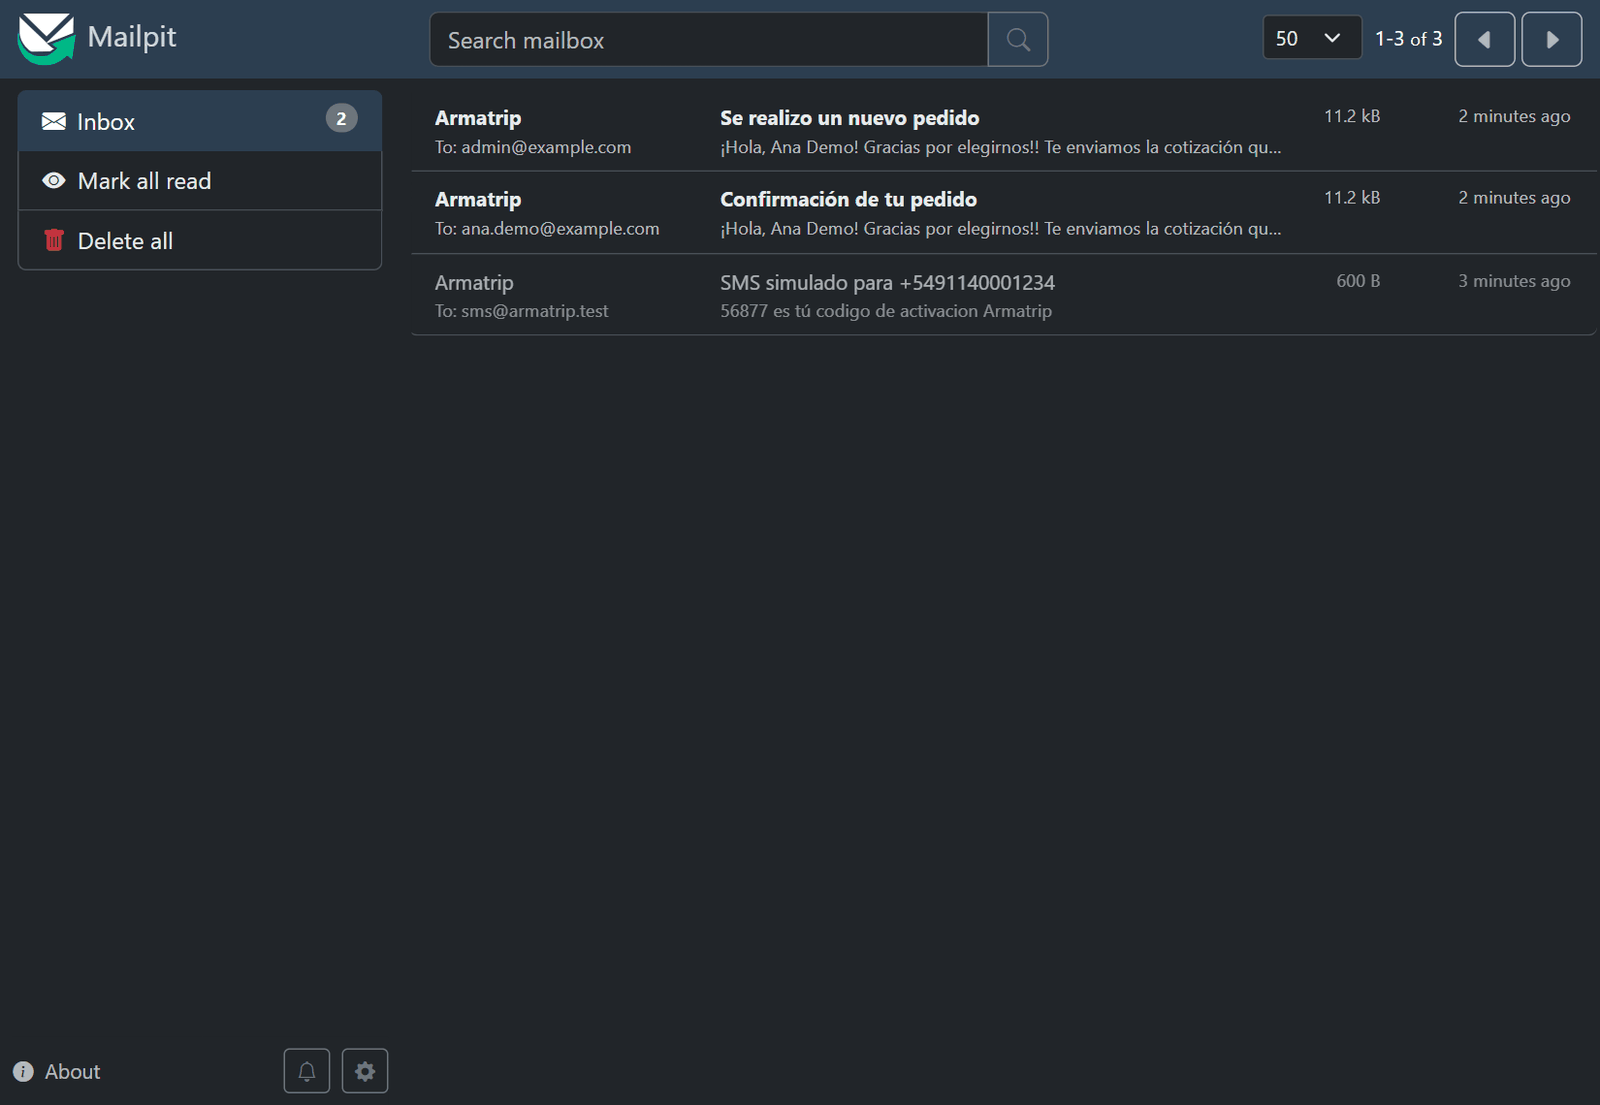 Mailpit
Search mailbox
50
1-3 of 3
Inbox
2
Mark all read
Delete all
Armatrip
To: admin@example.com
Se realizo un nuevo pedido
¡Hola, Ana Demo! Gracias por elegirnos!! Te enviamos la cotización qu...
11.2 kB
2 minutes ago
Armatrip
To: ana.demo@example.com
Confirmación de tu pedido
¡Hola, Ana Demo! Gracias por elegirnos!! Te enviamos la cotización qu...
11.2 kB
2 minutes ago
Armatrip
To: sms@armatrip.test
SMS simulado para +5491140001234
56877 es tú codigo de activacion Armatrip
600 B
3 minutes ago
About